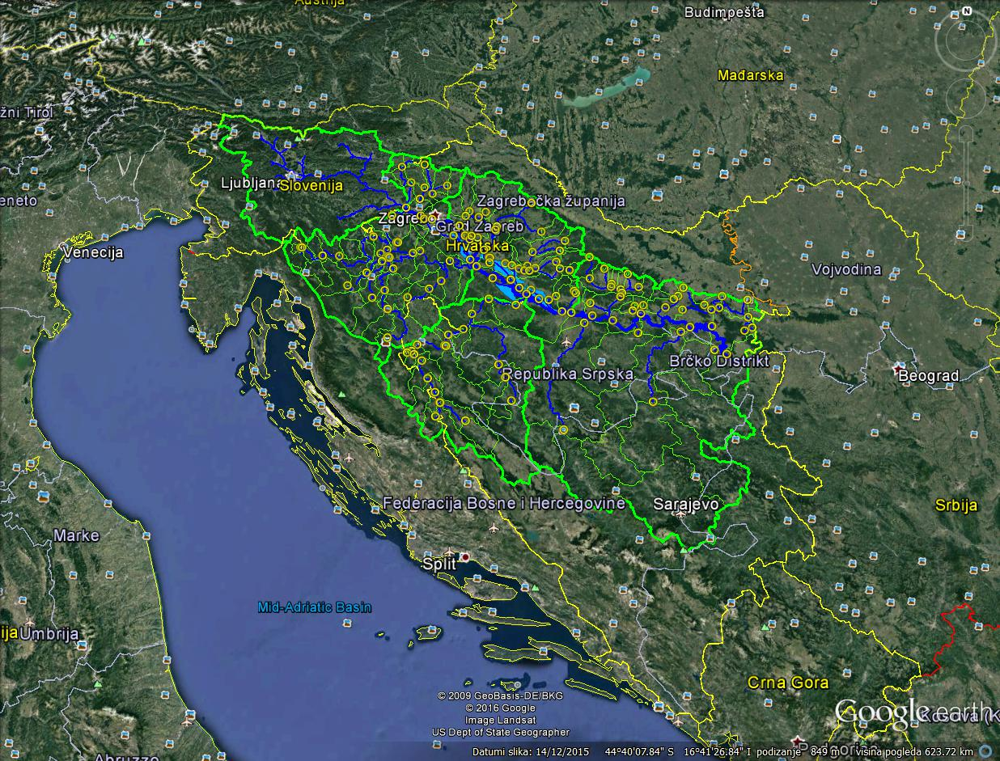 Austrija
Budimpešta
N
Mađarska
žni Tirol
Ljubljana
Slovenija
Zagrebočka županija
eneto
Zagreb
Grad Zagreb
Hrvatska
Venecija
Vojvodina
Brčko Distrikt
Republika Srpska
Beograd
Federacija Bosne i Hercegovine
Sarajevo
Srbija
Marke
Split
Mid-Adriatic Basin
ija
Umbrija
Crna Gora
© 2009 GeoBasis-DE/BKG
© 2016 Google
Image Landsat
US Dept of State Geographer
Google earth
Kosova (K
Abruzzo
Podgorica
Datumi slika: 14/12/2015 44°40'07.84" S 16°41'26.84" I podizanje 849 m visina pogleda 623.72 km